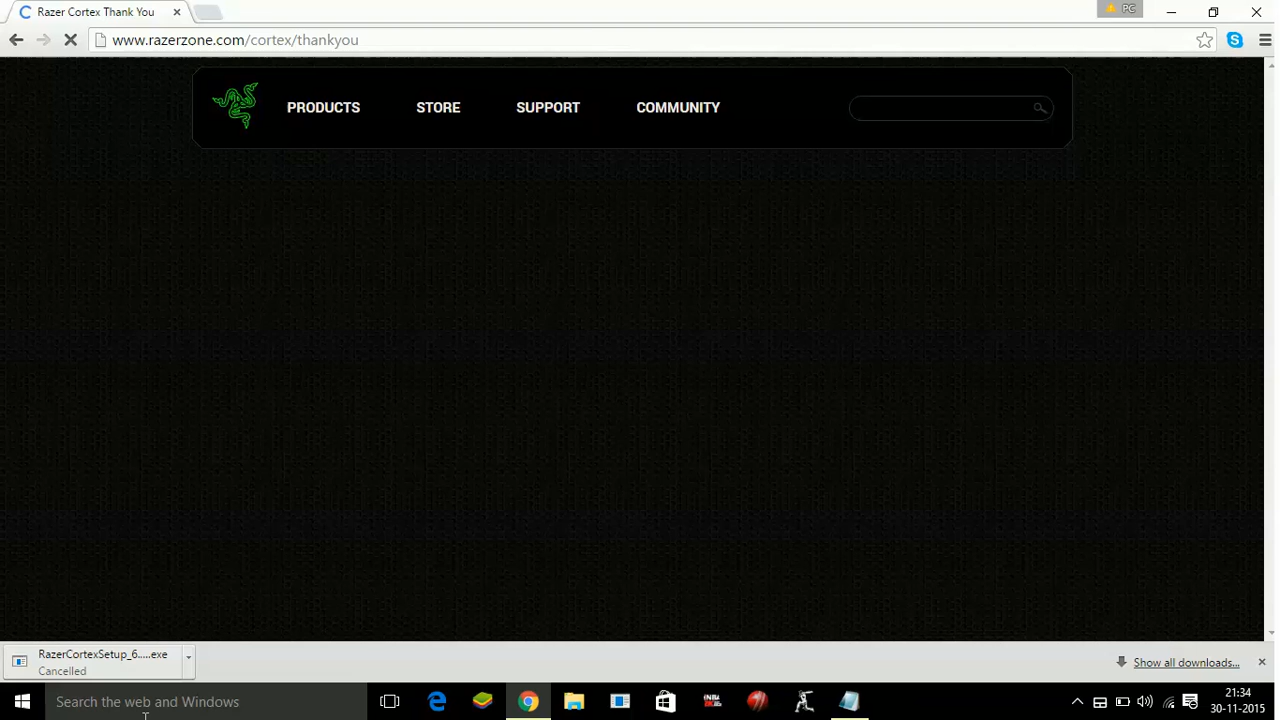 Razer Cortex Thank You
PC
www.razerzone.com/cortex/thankyou
PRODUCTS
STORE
SUPPORT
COMMUNITY
RazerCortexSetup_6.....exe
Cancelled
Show all downloads...
Search the web and Windows
21:34
30-11-2015